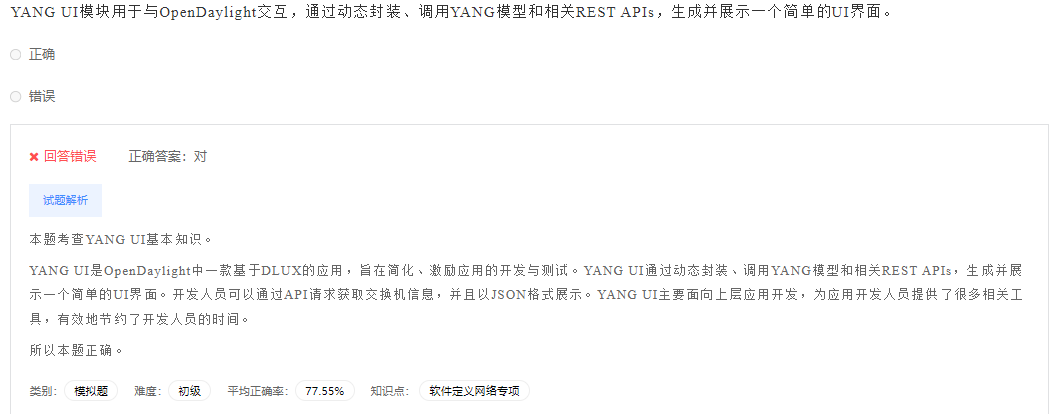 YANG UI模块用于与OpenDaylight交互，通过动态封装、调用YANG模型和相关REST APIs，生成并展示一个简单的UI界面。
正确
错误
回答错误 正确答案：对
试题解析
本题考查YANG UI基本知识。
YANG UI是OpenDaylight中一款基于DLUX的应用，旨在简化、激励应用的开发与测试。YANG UI通过动态封装、调用YANG模型和相关REST APIs，生成并展
示一个简单的UI界面。开发人员可以通过API请求获取交换机信息，并且以JSON格式展示。YANG UI主要面向上层应用开发，为应用开发人员提供了很多相关工
具，有效地节约了开发人员的时间。
所以本题正确。
类别： 模拟题 难度： 初级 平均正确率： 77.55% 知识点： 软件定义网络专项